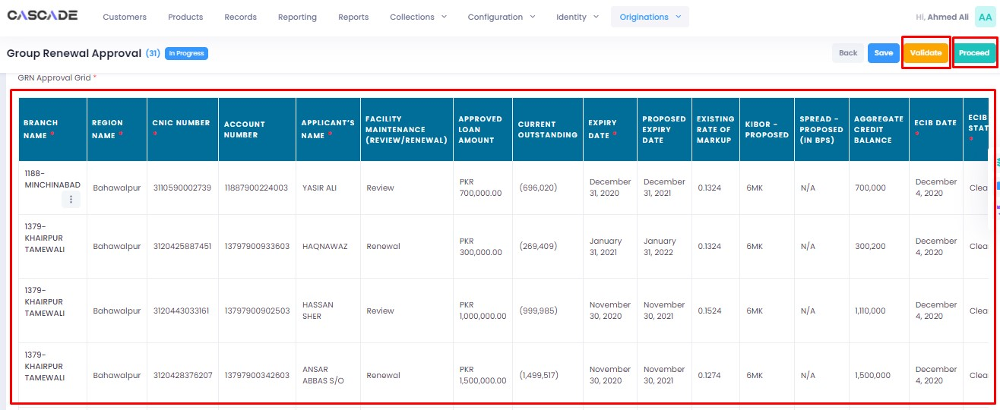 CASCADE
Customers Products Records Reporting Reports Collections Configuration Identity Originations
Hi, Ahmed Ali AA
Group Renewal Approval (31) In Progress
Back Save Validate Proceed
GRN Approval Grid *
BRANCH NAME * REGION NAME * CNIC NUMBER * ACCOUNT NUMBER APPLICANT'S NAME * FACILITY MAINTENANCE (REVIEW/RENEWAL) APPROVED LOAN AMOUNT CURRENT OUTSTANDING EXPIRY DATE * PROPOSED EXPIRY DATE EXISTING RATE OF MARKUP KIBOR - PROPOSED SPREAD - PROPOSED (IN BPS) AGGREGATE CREDIT BALANCE ECIB DATE * ECIB STAT *
1188-MINCHINABAD Bahawalpur 3110590002739 11887900224003 YASIR ALI Review PKR 700,000.00 (696,020) December 31, 2020 December 31, 2021 0.1324 6MK N/A 700,000 December 4, 2020 Clea
1379-KHAIRPUR TAMEWALI Bahawalpur 3120425887451 13797900933603 HAQNAWAZ Renewal PKR 300,000.00 (269,409) January 31, 2021 January 31, 2022 0.1324 6MK N/A 300,200 December 4, 2020 Clea
1379-KHAIRPUR TAMEWALI Bahawalpur 3120443033161 13797900902503 HASSAN SHER Review PKR 1,000,000.00 (999,985) November 30, 2020 November 30, 2021 0.1524 6MK N/A 1,110,000 December 4, 2020 Clea
1379-KHAIRPUR TAMEWALI Bahawalpur 3120428376207 13797900342603 ANSAR ABBAS S/O Renewal PKR 1,500,000.00 (1,499,517) November 30, 2020 November 30, 2021 0.1274 6MK N/A 1,500,000 December 4, 2020 Clea